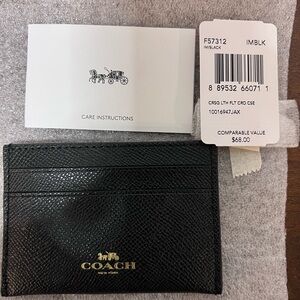 F57312 IMBLK
IM/BLACK
8 89532 66071 1
CRSG LTH FLT CRD CSE
10016947JAX
COMPARABLE VALUE
$68.00
CARE INSTRUCTIONS
COACH
NEW YORK